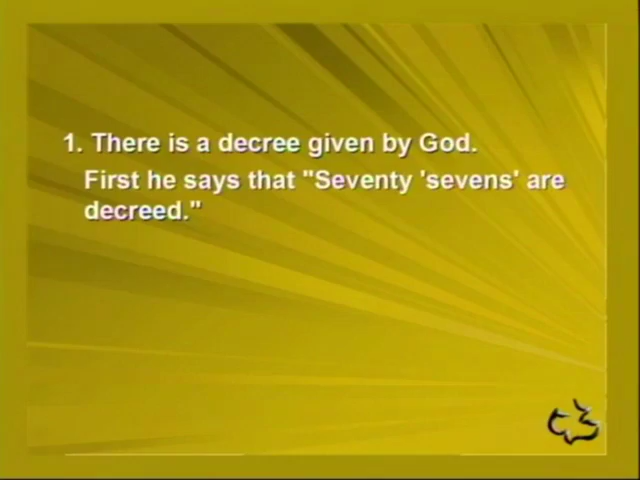 1. There is a decree given by God.
First he says that "Seventy 'sevens' are
decreed."